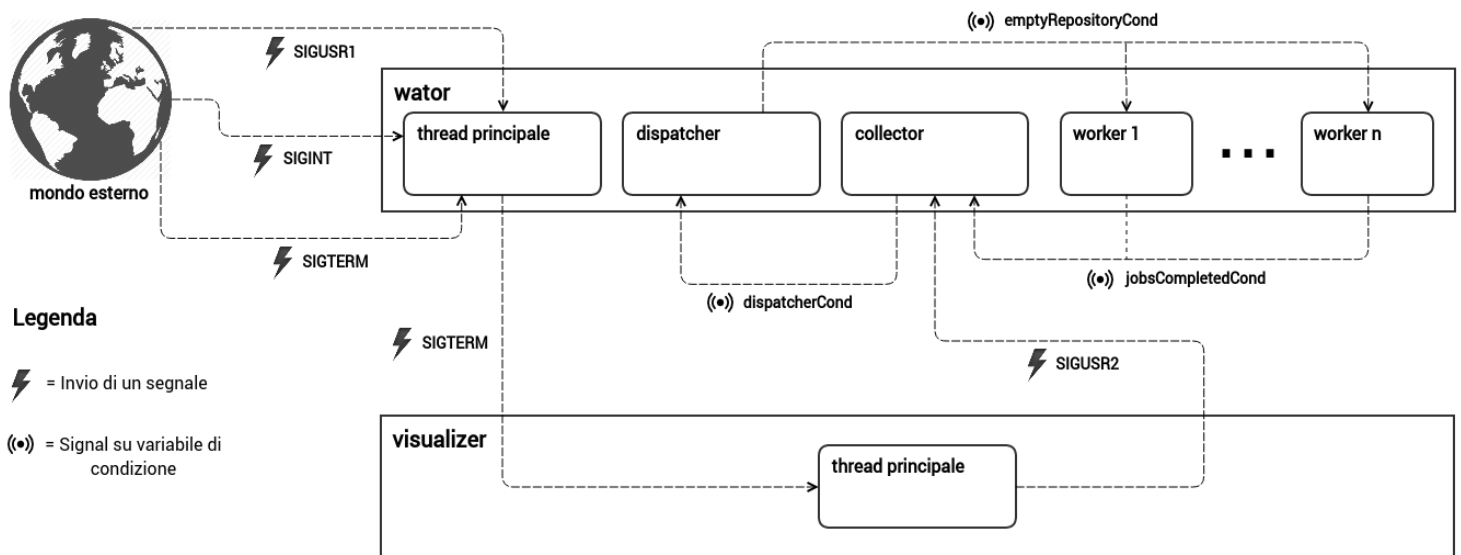 emptyRepositoryCond
SIGUSR1
wator
thread principale
dispatcher
collector
worker 1
...
worker n
SIGINT
mondo esterno
SIGTERM
jobsCompletedCond
dispatcherCond
Legenda
SIGTERM
SIGUSR2
= Invio di un segnale
= Signal su variabile di
condizione
visualizer
thread principale